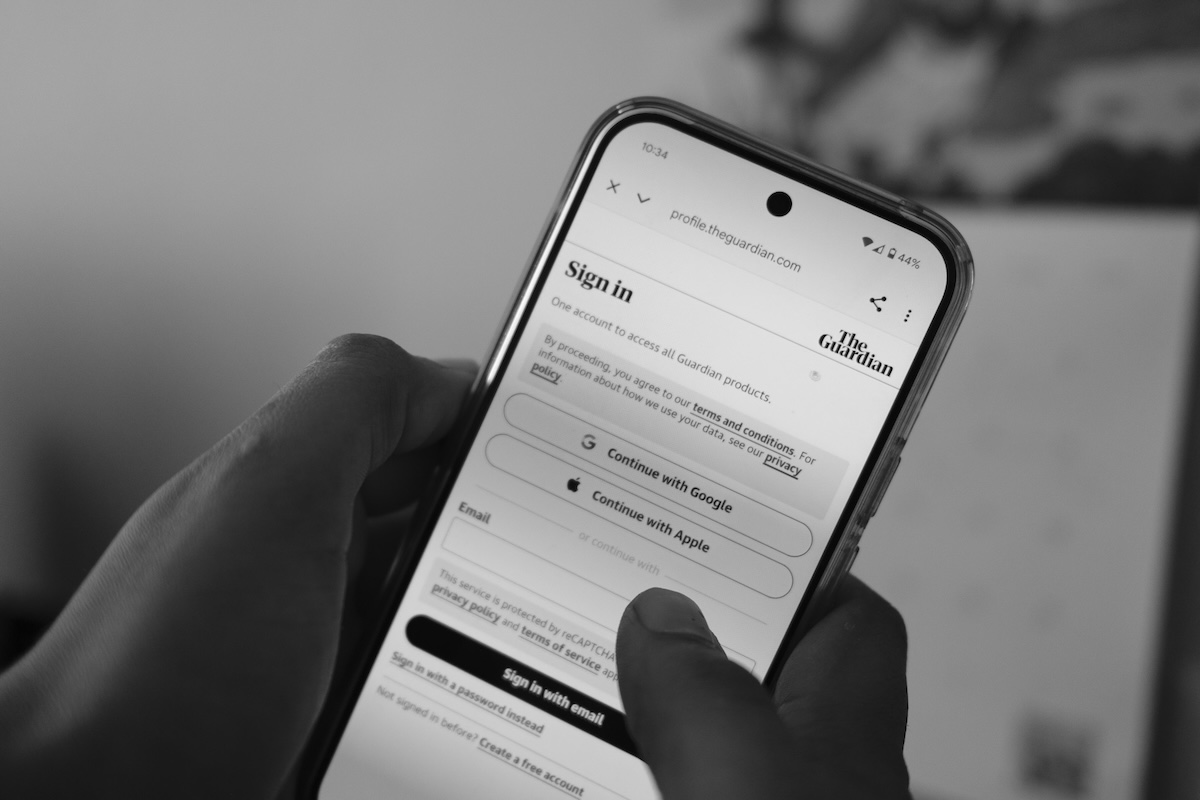 10:34
44%
profile.theguardian.com
Sign in
The
Guardian
One account to access all Guardian products.
By proceeding, you agree to our terms and conditions. For
information about how we use your data, see our privacy
policy.
Continue with Google
Continue with Apple
or continue with
Email
This service is protected by reCAPTCHA
privacy policy and terms of service
Sign in with email
Sign in with a password instead
Not signed in before? Create a free account